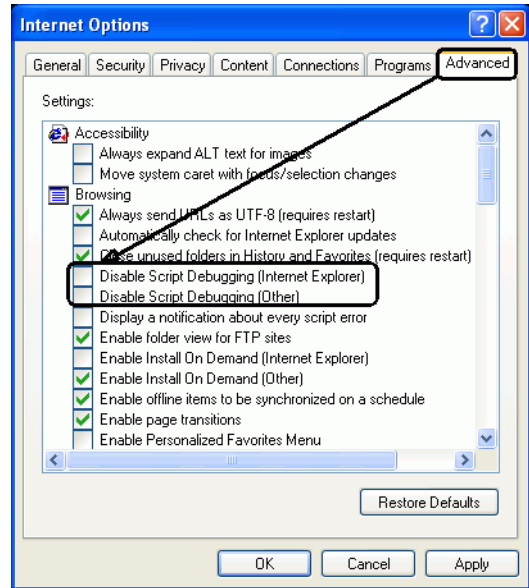 Internet Options
General Security Privacy Content Connections Programs Advanced
Settings:
Accessibility
Always expand ALT text for images
Move system caret with focus/selection changes
Browsing
Always send URLs as UTF-8 (requires restart)
Automatically check for Internet Explorer updates
Close unused folders in History and Favorites (requires restart)
Disable Script Debugging (Internet Explorer)
Disable Script Debugging (Other)
Display a notification about every script error
Enable folder view for FTP sites
Enable Install On Demand (Internet Explorer)
Enable Install On Demand (Other)
Enable offline items to be synchronized on a schedule
Enable page transitions
Enable Personalized Favorites Menu
Restore Defaults
OK Cancel Apply